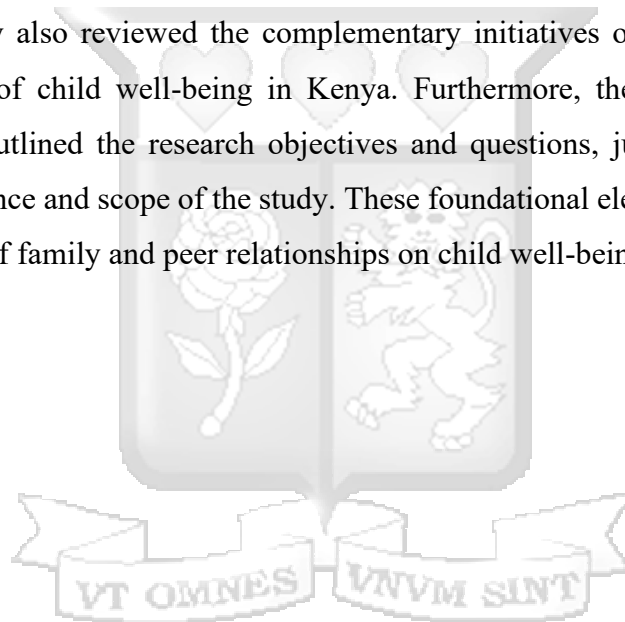 also reviewed the complementary initiatives
of child well-being in Kenya. Furthermore, the
utlined the research objectives and questions,
nce and scope of the study. These foundational ele
f family and peer relationships on child well-bein
VT OMNES VNVM SINT